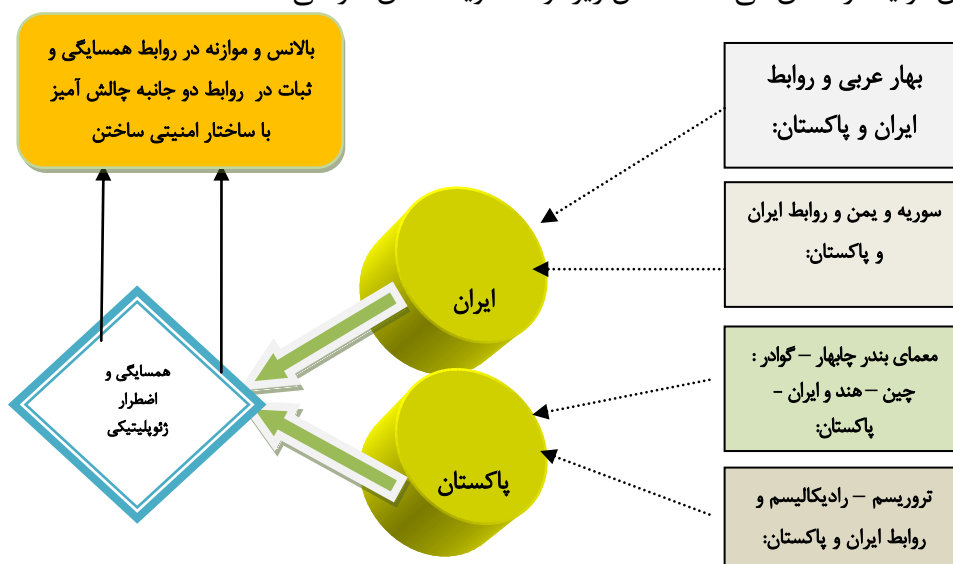 بالانس و موازنه در روابط همسایگی و
ثبات در روابط دو جانبه چالش آمیز
با ساختار امنیتی ساختن
بهار عربی و روابط
ایران و پاکستان:
سوریه و یمن و روابط ایران
و پاکستان:
ایران
معمای بندر چابهار – گوادر :
چین – هند و ایران -
پاکستان:
همسایگی و
اضطرار
ژئوپلیتیکی
پاکستان
تروریسم – رادیکالیسم و
روابط ایران و پاکستان: